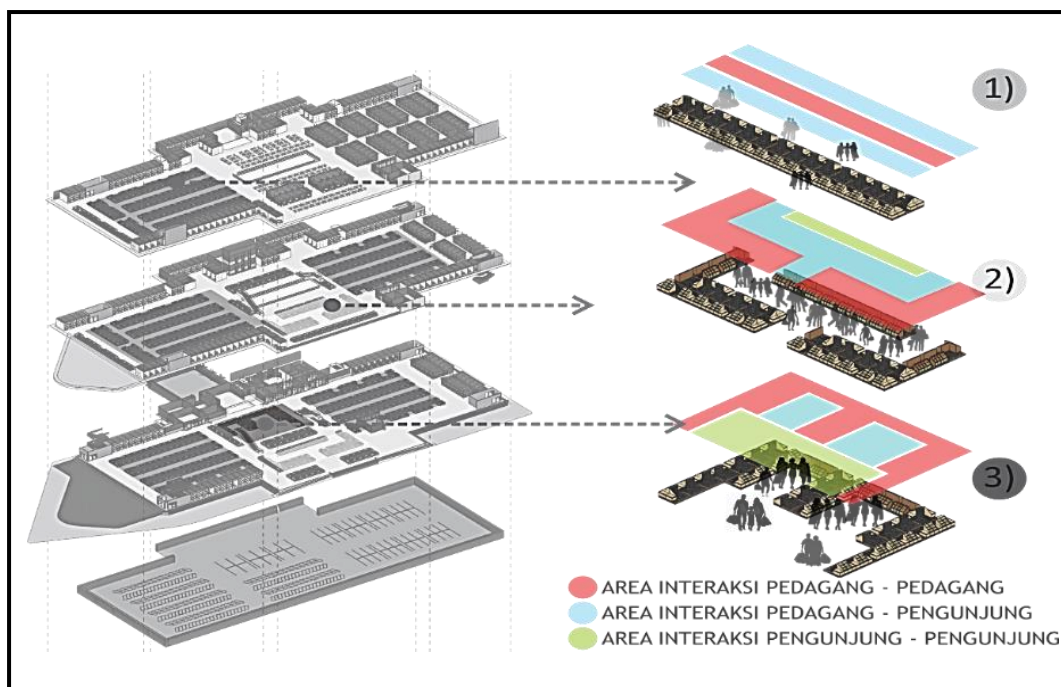 1)
2)
3)
AREA INTERAKSI PEDAGANG - PEDAGANG
AREA INTERAKSI PEDAGANG - PENGUNJUNG
AREA INTERAKSI PENGUNJUNG - PENGUNJUNG